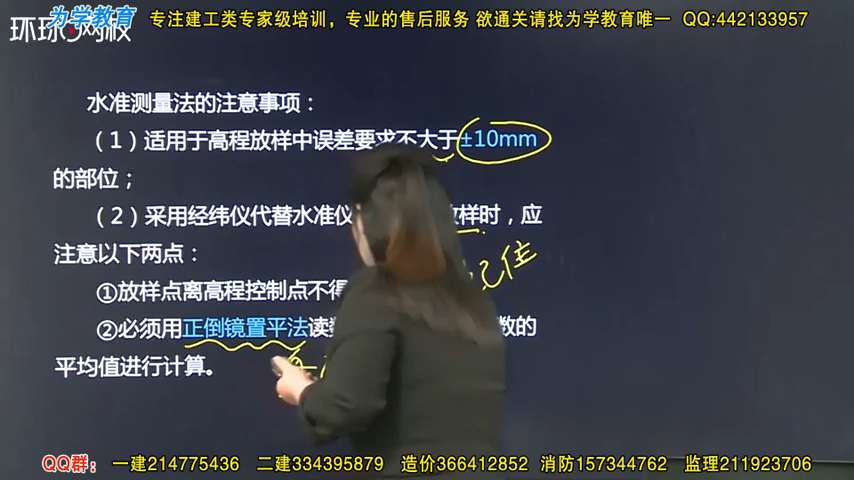 为学教育
环球网校
专注建工类专家级培训，专业的售后服务 欲通关请找为学教育唯一 QQ:442133957
水准测量法的注意事项：
（1）适用于高程放样中误差要求不大于±10mm
的部位；
（2）采用经纬仪代替水准仪 放样时，应
注意以下两点：
记住
①放样点离高程控制点不得
②必须用正倒镜置平法读 数的
平均值进行计算。
QQ群： 一建214775436 二建334395879 造价366412852 消防157344762 监理211923706